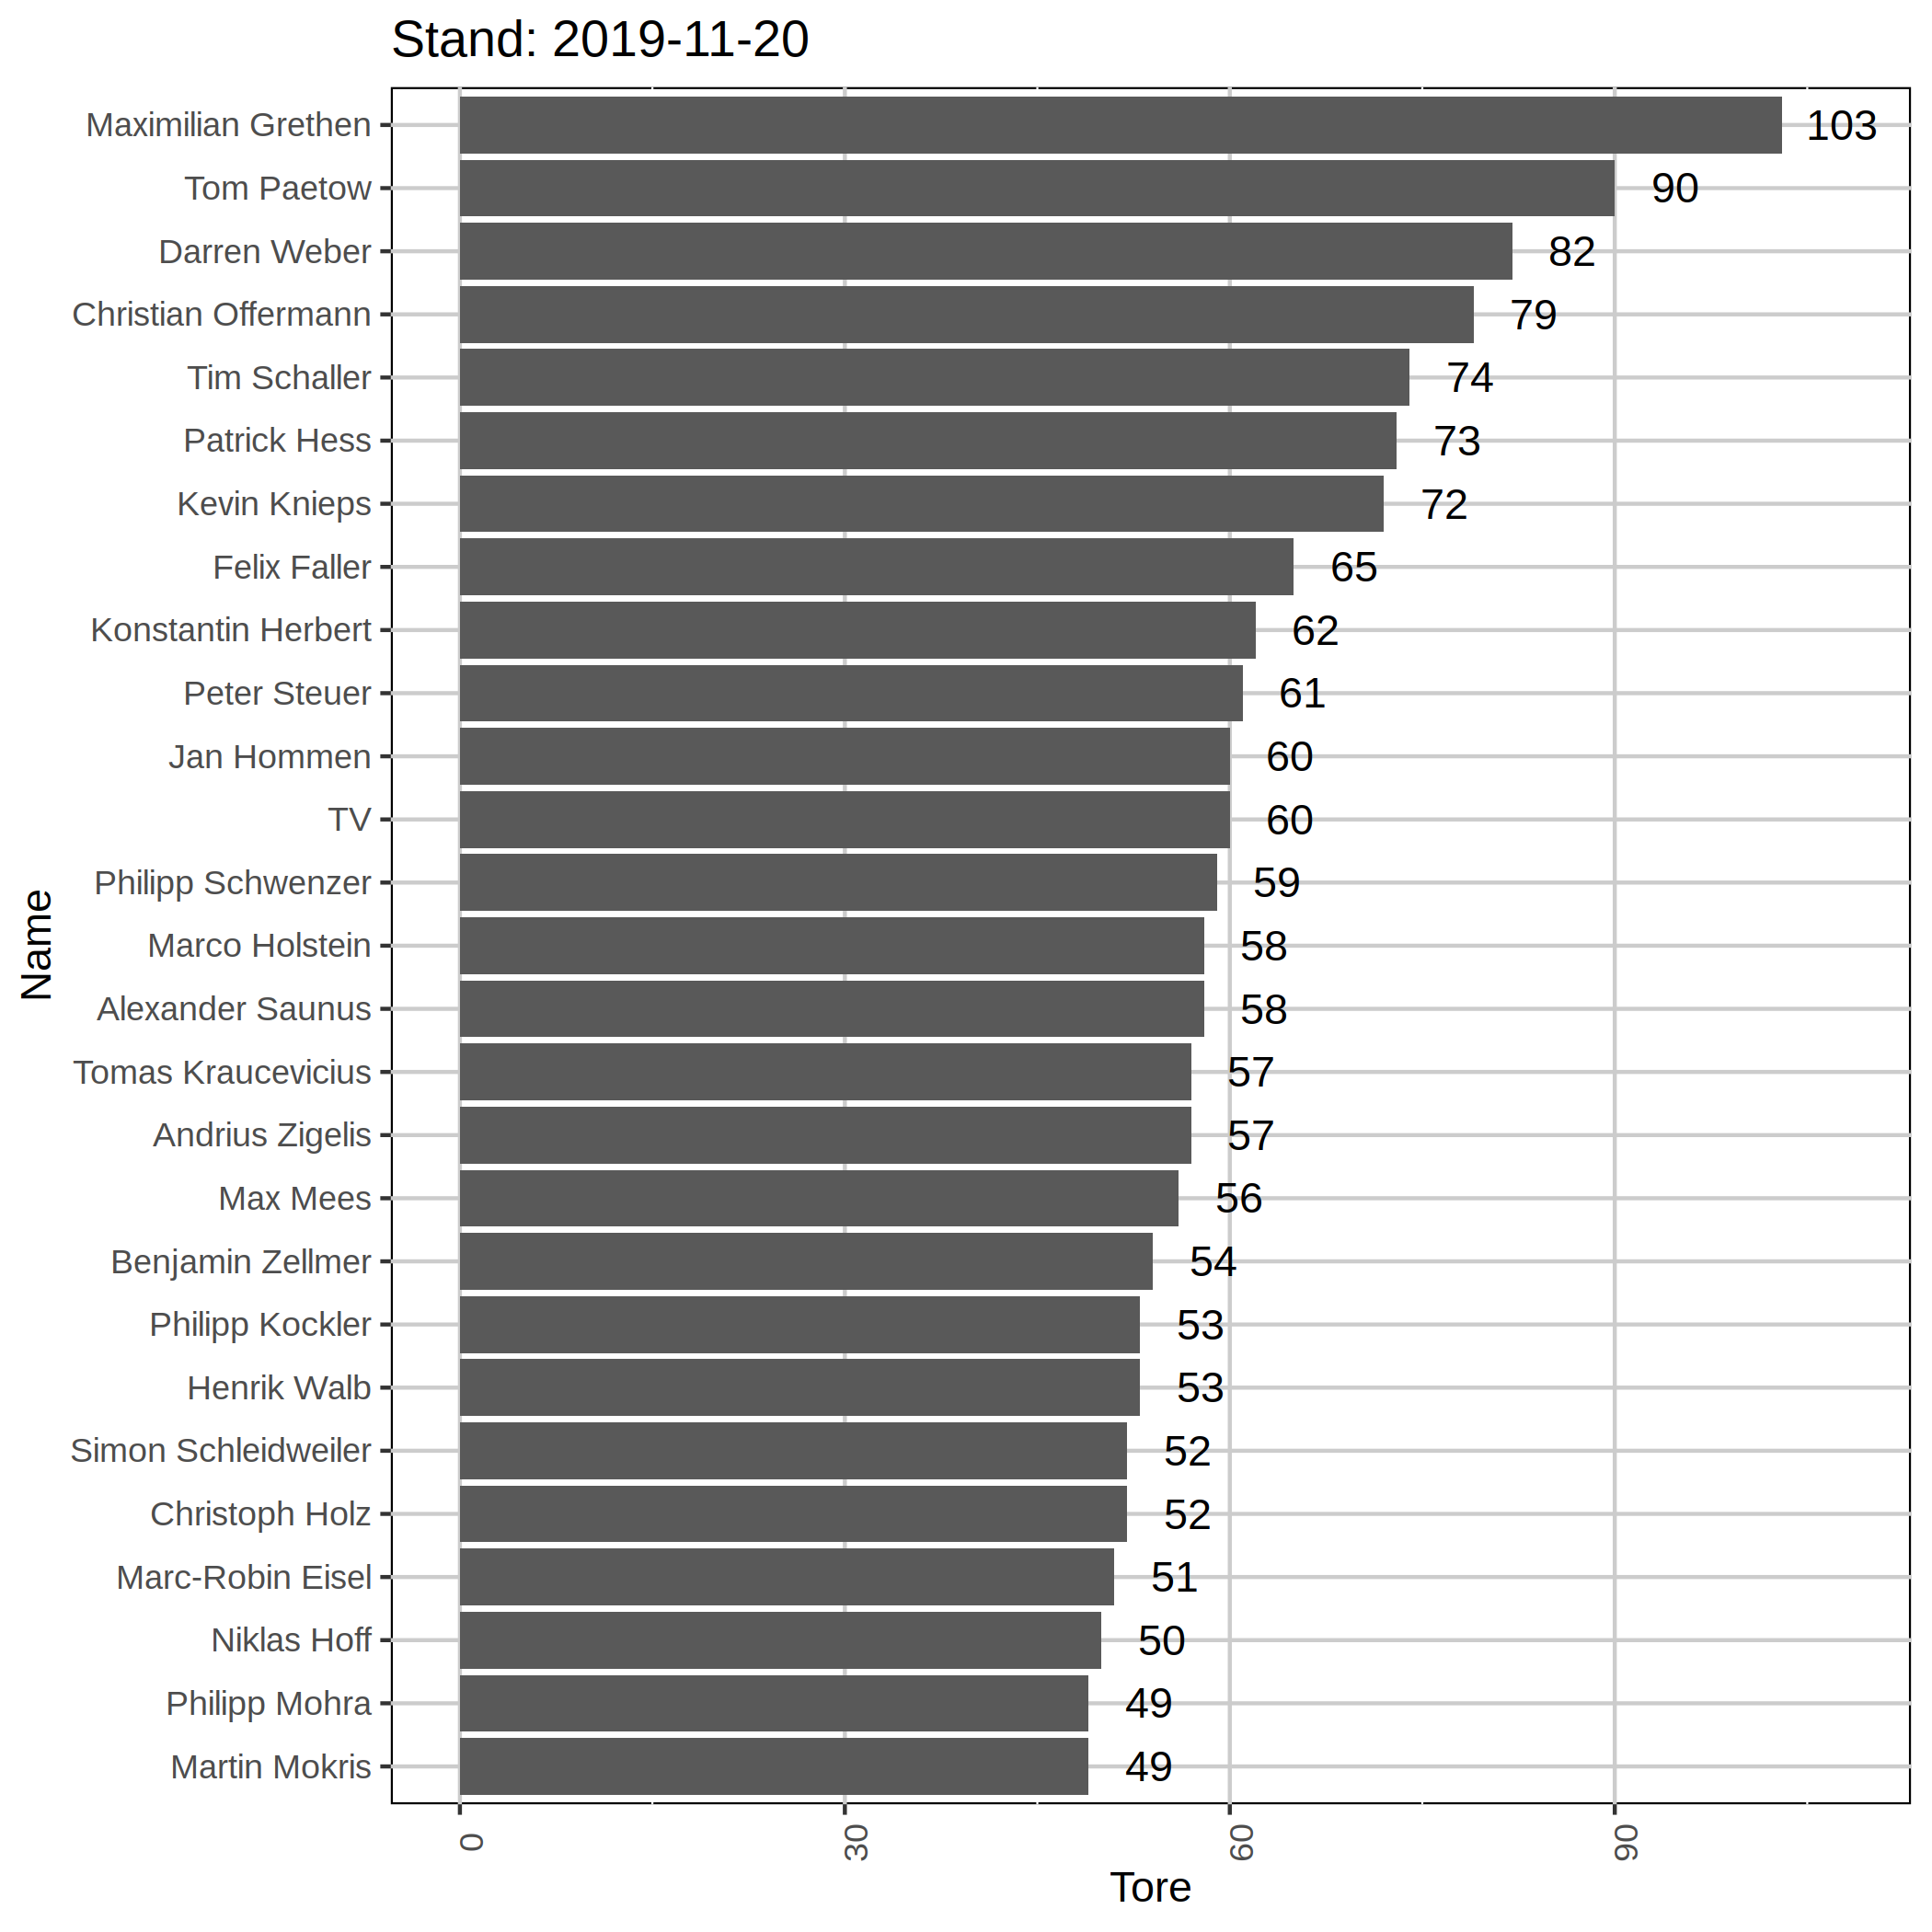 Stand: 2019-11-20
Maximilian Grethen 103
Tom Paetow 90
Darren Weber 82
Christian Offermann 79
Tim Schaller 74
Patrick Hess 73
Kevin Knieps 72
Felix Faller 65
Konstantin Herbert 62
Peter Steuer 61
Jan Hommen 60
TV 60
Philipp Schwenzer 59
Marco Holstein 58
Alexander Saunus 58
Tomas Kraucevicius 57
Andrius Zigelis 57
Max Mees 56
Benjamin Zellmer 54
Philipp Kockler 53
Henrik Walb 53
Simon Schleidweiler 52
Christoph Holz 52
Marc-Robin Eisel 51
Niklas Hoff 50
Philipp Mohra 49
Martin Mokris 49
Name
0 30 60 90
Tore